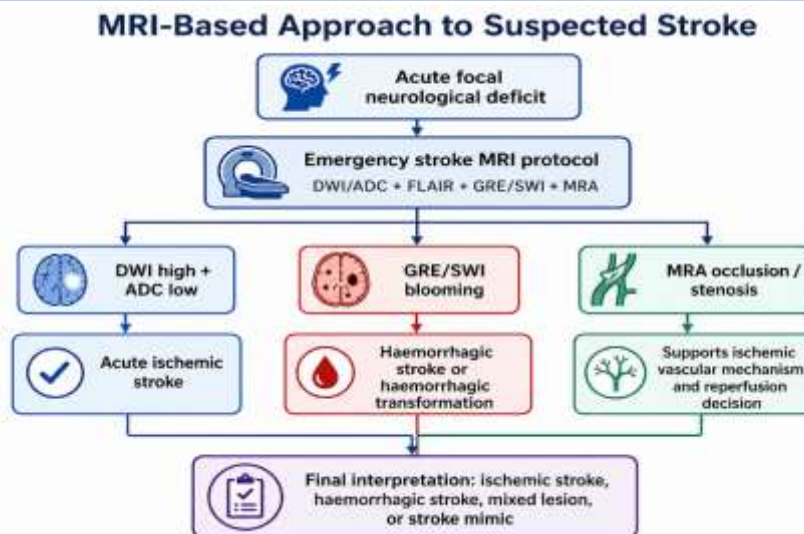 MRI-Based Approach to Suspected Stroke
Acute focal
neurological deficit
Emergency stroke MRI protocol
DWI/ADC + FLAIR + GRE/SWI + MRA
DWI high +
ADC low
GRE/SWI
blooming
MRA occlusion /
stenosis
Acute ischemic
stroke
Haemorrhagic
stroke or
haemorrhagic
transformation
Supports ischemic
vascular mechanism
and reperfusion
decision
Final interpretation: ischemic stroke,
haemorrhagic stroke, mixed lesion,
or stroke mimic